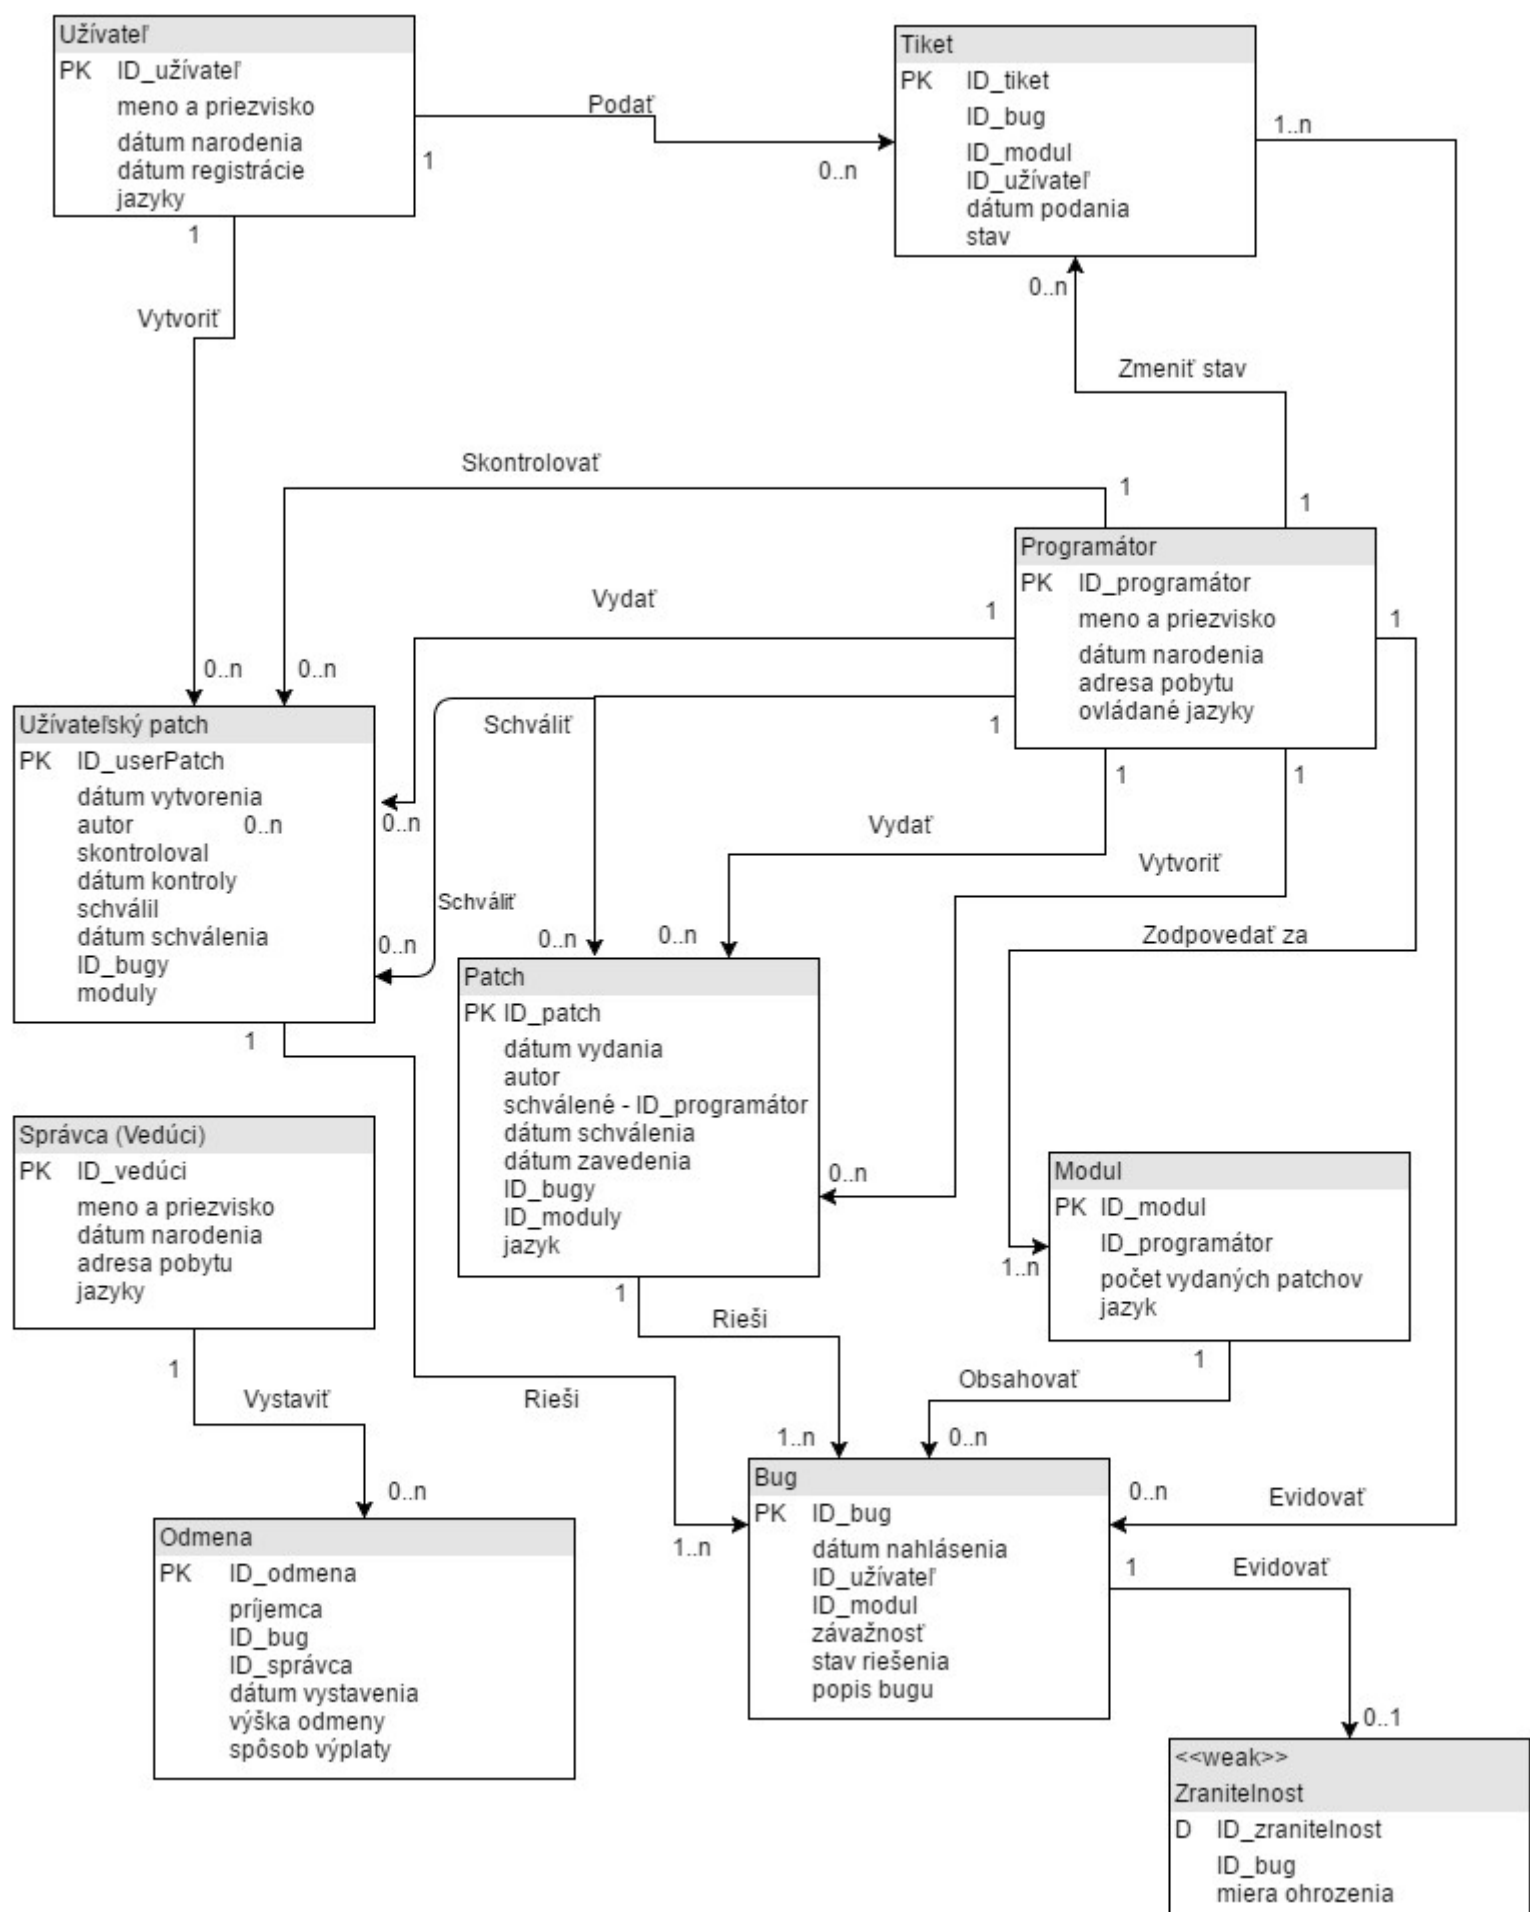 Užívateľ
PK ID_užívateľ
meno a priezvisko
dátum narodenia
dátum registrácie
jazyky
1
Podať
0..n
Tiket
PK ID_tiket
ID_bug
ID_modul
ID_užívateľ
dátum podania
stav
1..n
1
Vytvoriť
0..n
Zmeniť stav
Skontrolovať
1
1
Programátor
PK ID_programátor
meno a priezvisko
dátum narodenia
adresa pobytu
ovládané jazyky
Vydať
1
1
0..n
0..n
Užívateľský patch
PK ID_userPatch
dátum vytvorenia
autor 0..n
skontroloval
dátum kontroly
schválil
dátum schválenia
ID_bugy
moduly
Schváliť
1
0..n
1
1
Vydať
Vytvoriť
Schváliť
0..n
0..n
0..n
Zodpovedať za
Patch
PK ID_patch
dátum vydania
autor
schválené - ID_programátor
dátum schválenia
dátum zavedenia
ID_bugy
ID_moduly
jazyk
1
0..n
Správca (Vedúci)
PK ID_vedúci
meno a priezvisko
dátum narodenia
adresa pobytu
jazyky
Modul
PK ID_modul
ID_programátor
počet vydaných patchov
jazyk
1..n
1
Rieši
1
1
Obsahovať
Vystaviť
Rieši
1..n
0..n
0..n
Odmena
PK ID_odmena
príjemca
ID_bug
ID_správca
dátum vystavenia
výška odmeny
spôsob výplaty
1..n
Bug
PK ID_bug
dátum nahlásenia
ID_užívateľ
ID_modul
závažnosť
stav riešenia
popis bugu
0..n
Evidovať
1
Evidovať
0..1
<<weak>>
Zranitelnost
D ID_zranitelnost
ID_bug
miera ohrozenia